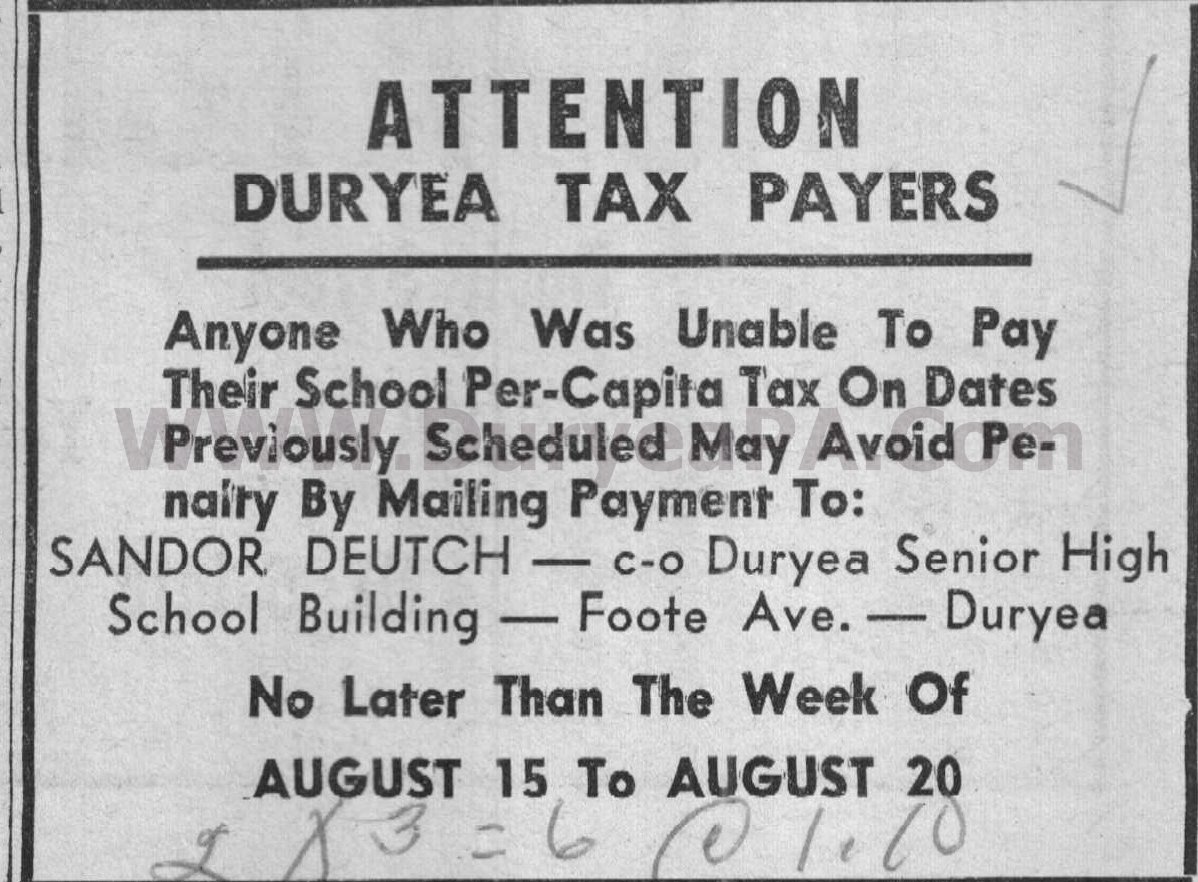 ATTENTION
DURYEA TAX PAYERS
Anyone Who Was Unable To Pay
Their School Per-Capita Tax On Dates
Previously Scheduled May Avoid Pe-
nalty By Mailing Payment To:
SANDOR DEUTCH — c-o Duryea Senior High
School Building — Foote Ave. — Duryea
No Later Than The Week Of
AUGUST 15 To AUGUST 20
2 X 3 = 6 @ 1.10
WWW.DuryeaPA.Com